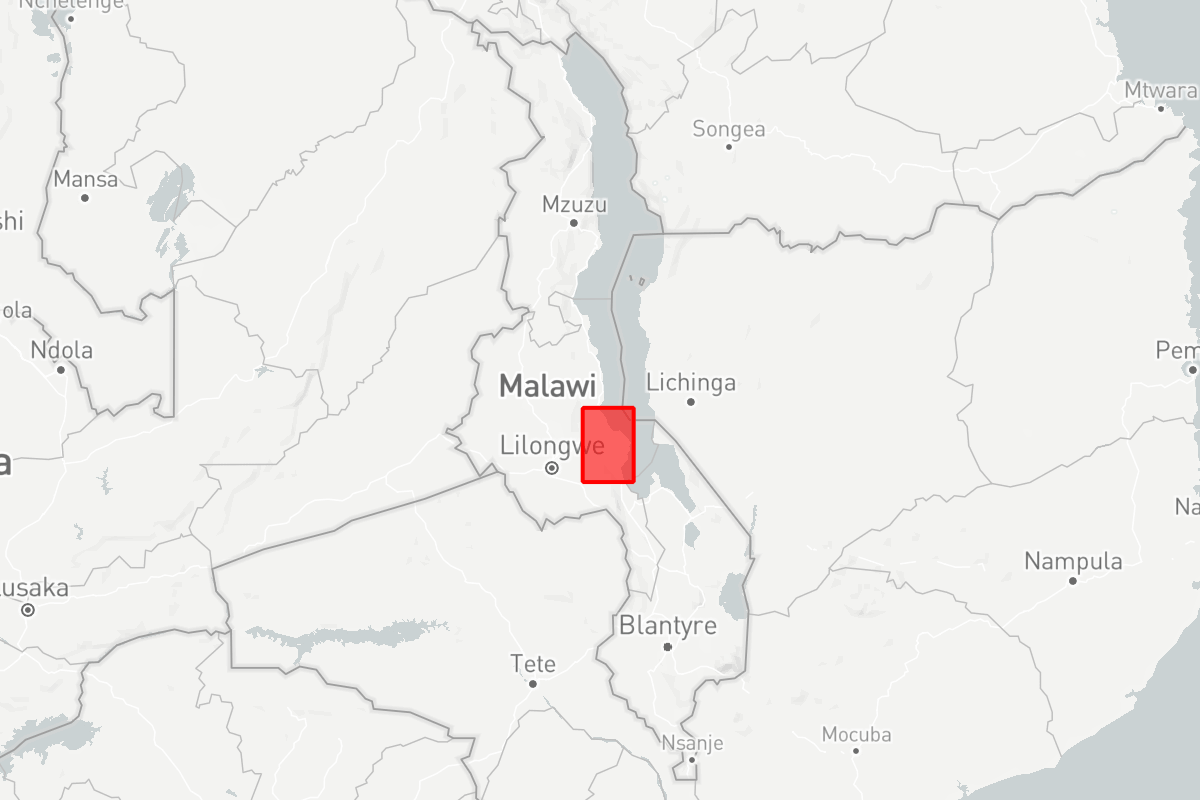 Nchelenge
Mtwara
Songea
Mansa
Mzuzu
shi
ola
Ndola
Pem
Malawi
Lichinga
Lilongwe
a
Na
Nampula
usaka
Blantyre
Tete
Mocuba
Nsanje